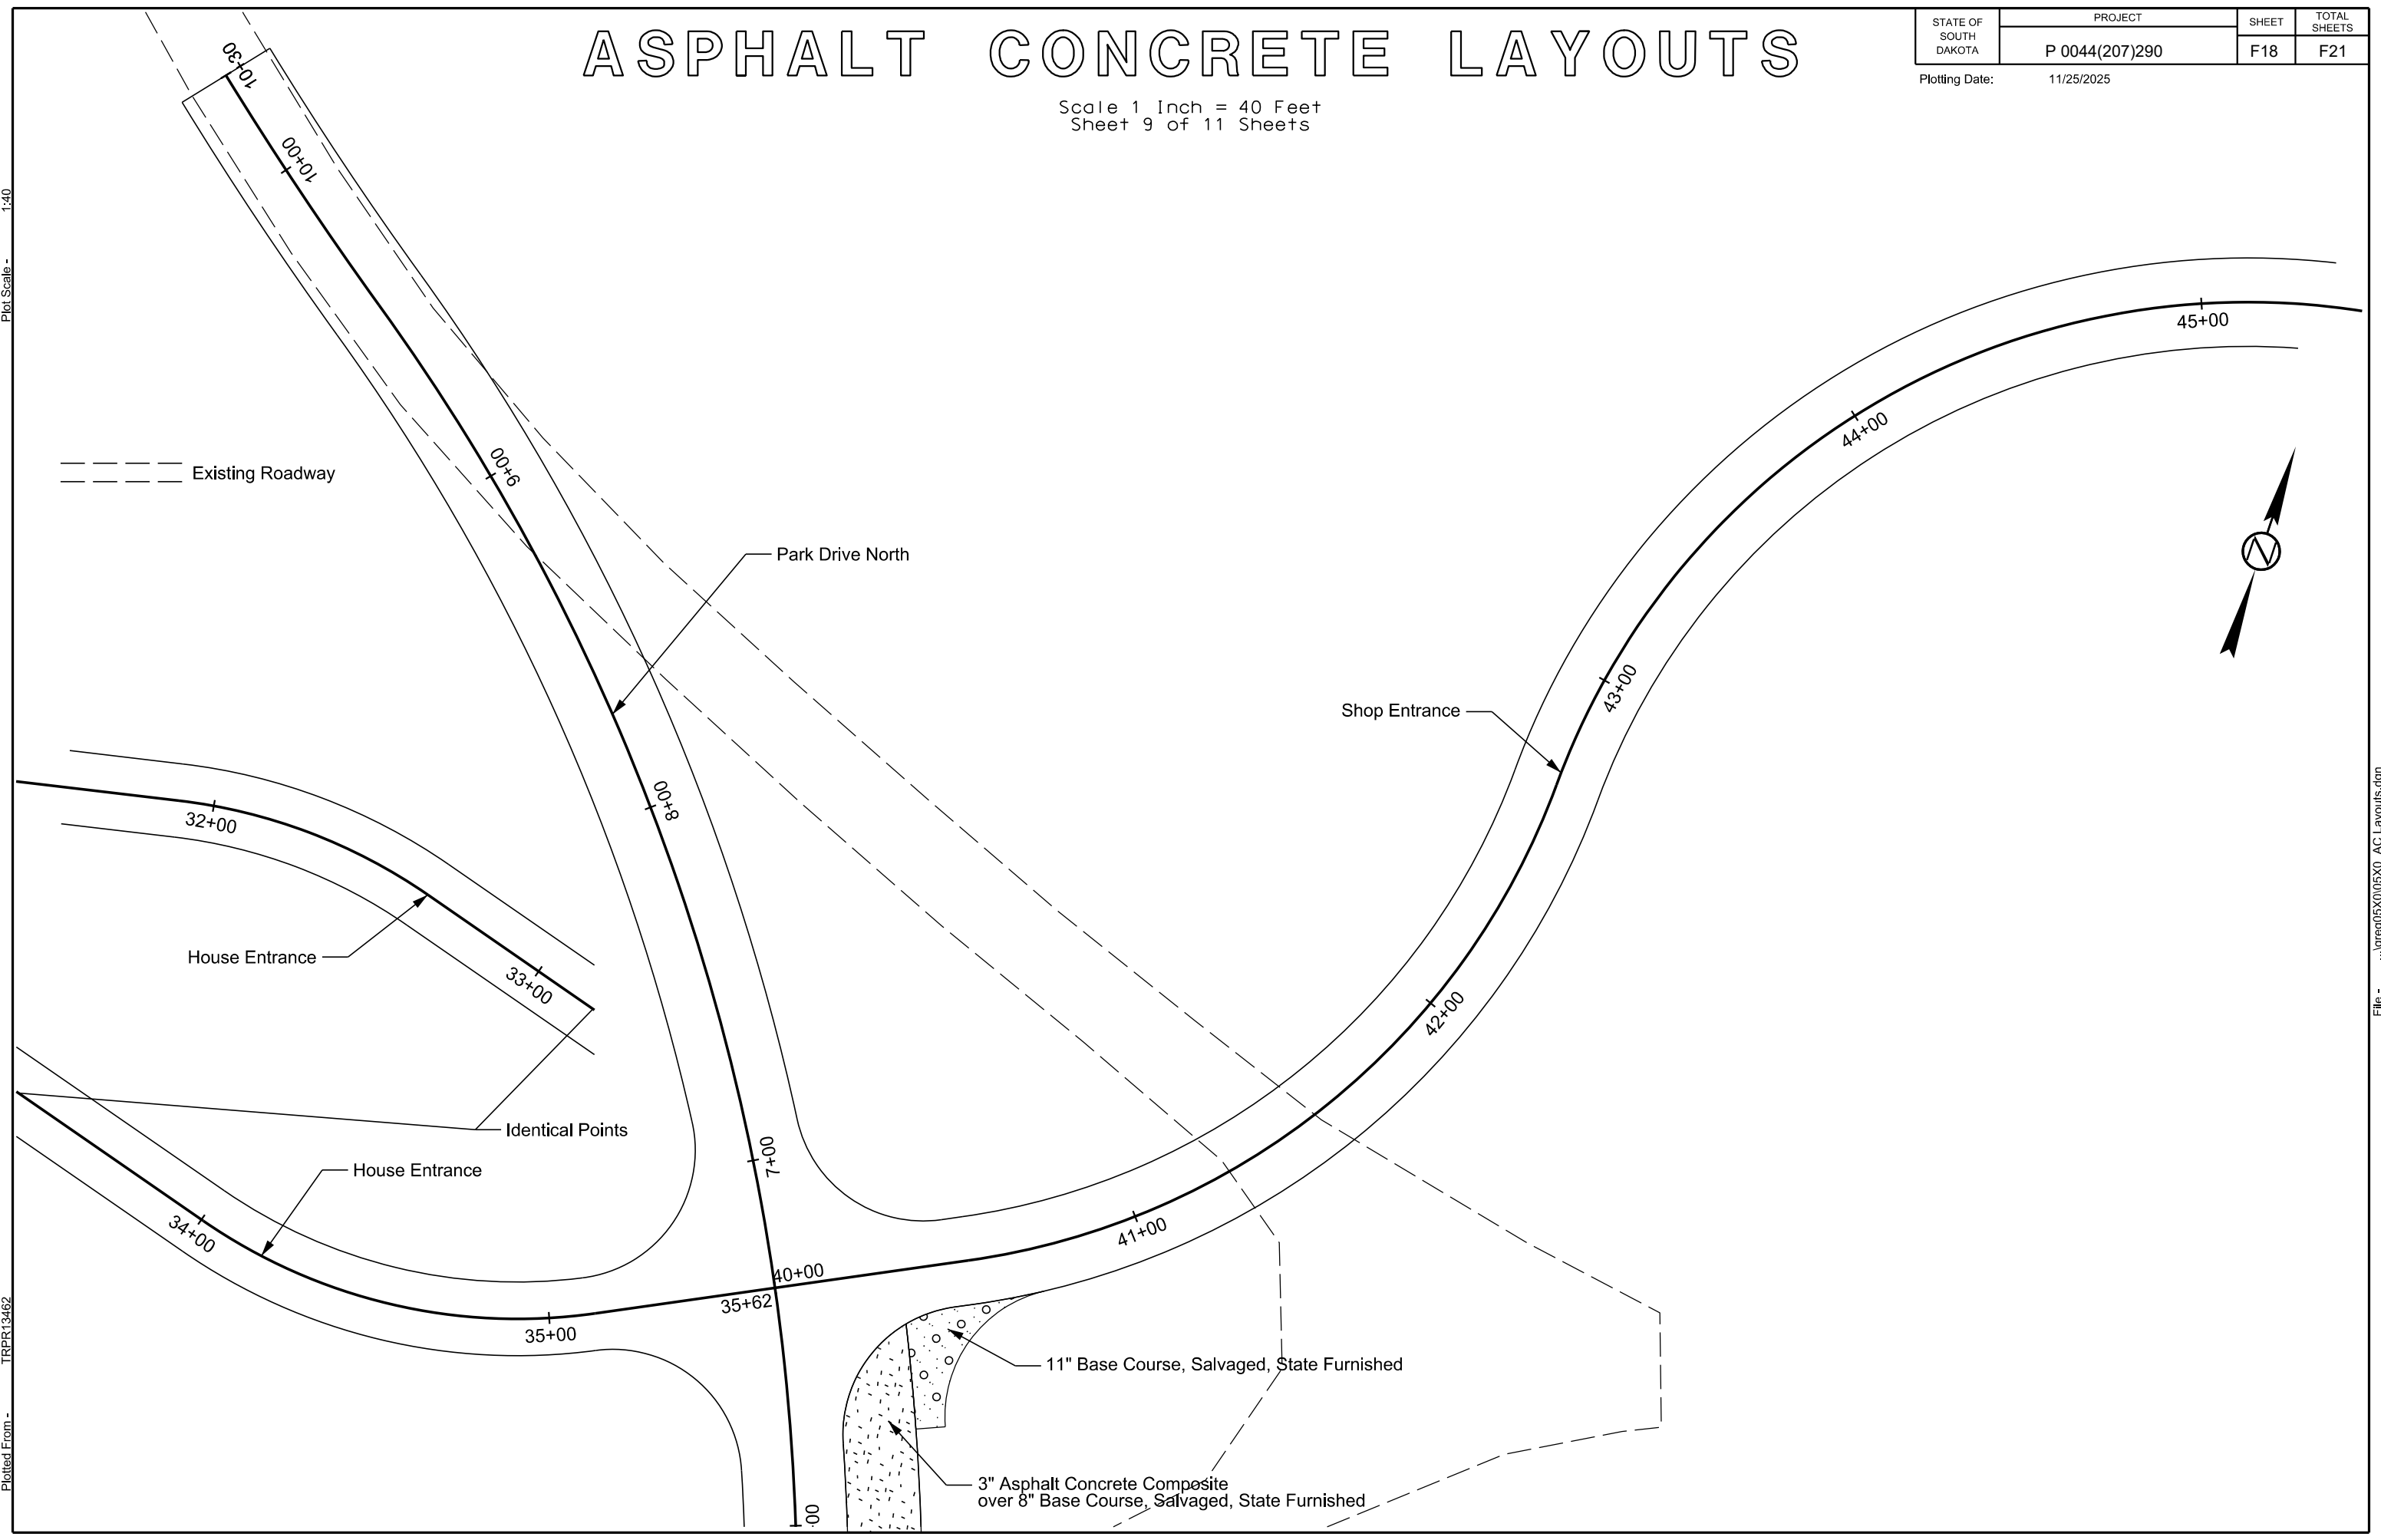 ASPHALT CONCRETE LAYOUTS
Scale 1 Inch = 40 Feet
Sheet 9 of 11 Sheets
STATE OF
SOUTH
DAKOTA
PROJECT
P 0044(207)290
SHEET
F18
TOTAL
SHEETS
F21
Plotting Date: 11/25/2025
Plot Scale - 1:40
10+30
10+00
45+00
44+00
Existing Roadway
9+00
Park Drive North
N
43+00
Shop Entrance
8+00
32+00
House Entrance
33+00
42+00
Identical Points
7+00
House Entrance
34+00
41+00
40+00
35+62
35+00
11" Base Course, Salvaged, State Furnished
3" Asphalt Concrete Composite
over 8" Base Course, Salvaged, State Furnished
00
Plotted From - TRPR13462
File - ...\greg05X0\05X0_AC Layouts.dgn